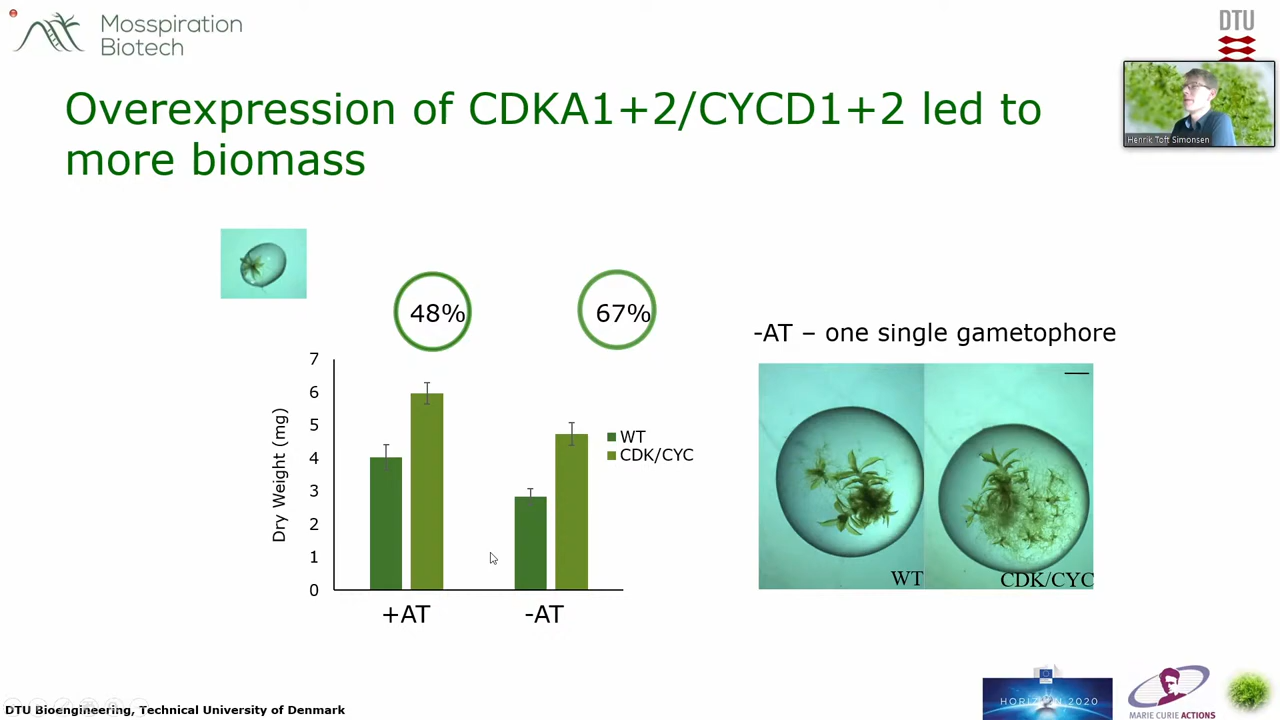 Mosspiration
Biotech
DTU
Overexpression of CDKA1+2/CYCD1+2 led to
more biomass
Henrik Toft Simonsen
48%
67%
-AT – one single gametophore
7
6
5
4
3
2
1
0
Dry Weight (mg)
WT
CDK/CYC
+AT
-AT
WT
CDK/CYC
HORIZON 2020
MARIE CURIE ACTIONS
DTU Bioengineering, Technical University of Denmark